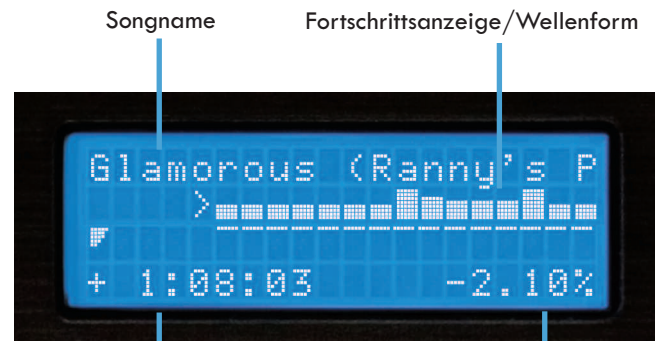 Songname Fortschrittsanzeige/Wellenform
Glamorous (Ranny's P
>
+ 1:08:03 -2.10%